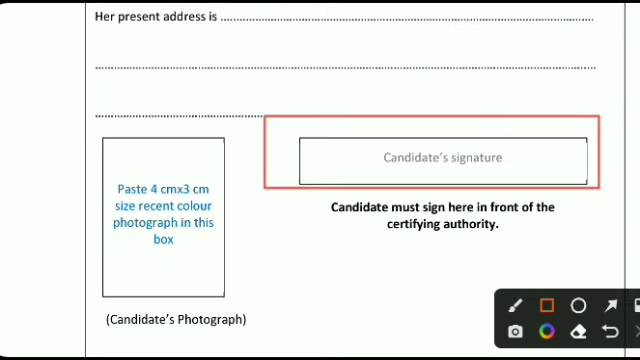 Her present address is ........................................................................................................
........................................................................................................................................
..............................................
Candidate's signature
Paste 4 cmx3 cm
size recent colour
photograph in this
box
Candidate must sign here in front of the
certifying authority.
(Candidate's Photograph)